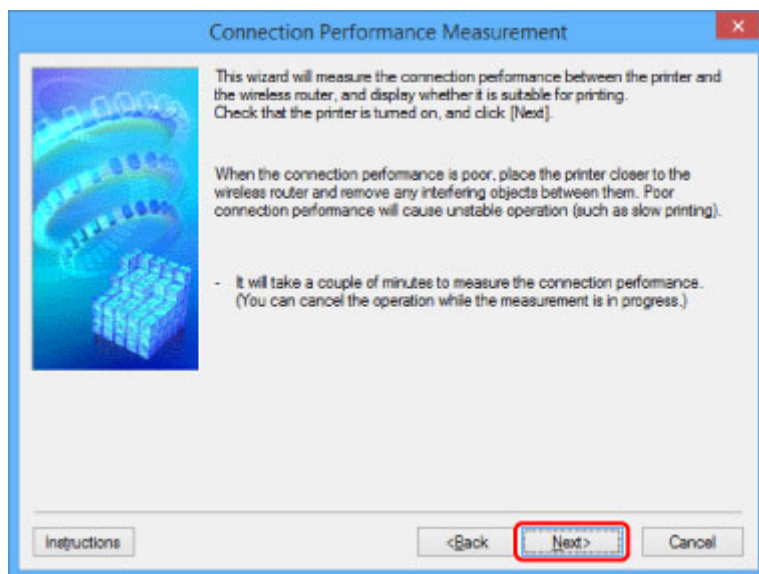 Connection Performance Measurement
This wizard will measure the connection performance between the printer and
the wireless router, and display whether it is suitable for printing.
Check that the printer is turned on, and click [Next].
When the connection performance is poor, place the printer closer to the
wireless router and remove any interfering objects between them. Poor
connection performance will cause unstable operation (such as slow printing).
- It will take a couple of minutes to measure the connection performance.
(You can cancel the operation while the measurement is in progress.)
Instructions
<Back
Next>
Cancel